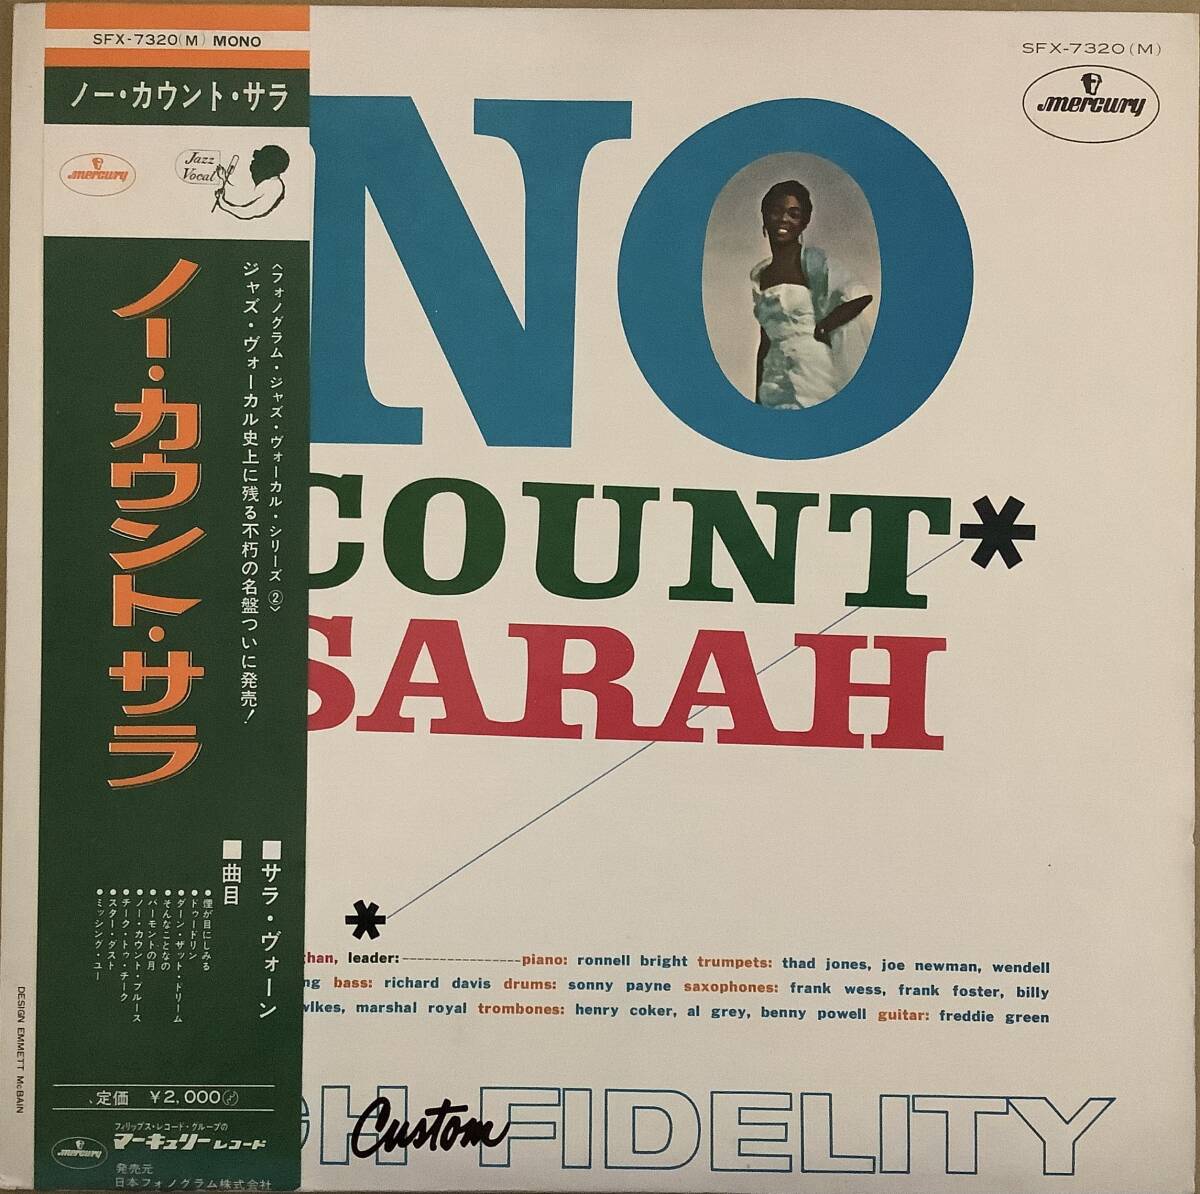 SFX-7320(M) MONO
ノー・カウント・サラ
mercury
Jazz
Vocal
〈フォノグラム・ジャズ・ヴォーカル・シリーズ②〉
ジャズ・ヴォーカル史上に残る不朽の名盤ついに発売!
ノー・カウント・サラ
■サラ・ヴォーン
■曲目
●煙が目にしみる
●ドゥードリン
●ダーン・ザット・ドリーム
●そんなことなの
●バーモントの月
●ノー・カウント・ブルース
●チーク・トゥ・チーク
●スター・ダスト
●ミッシング・ユー
定価 ¥2,000
フィリップス・レコード・グループの
マーキュリーレコード
mercury
発売元
日本フォノグラム株式会社
SFX-7320(M)
mercury
NO
COUNT*
SARAH
*
han, leader:------------------piano: ronnell bright trumpets: thad jones, joe newman, wendell
ng bass: richard davis drums: sonny payne saxophones: frank wess, frank foster, billy
wlkes, marshal royal trombones: henry coker, al grey, benny powell guitar: freddie green
GH Custom FIDELITY
DESIGN EMMETT McBAIN